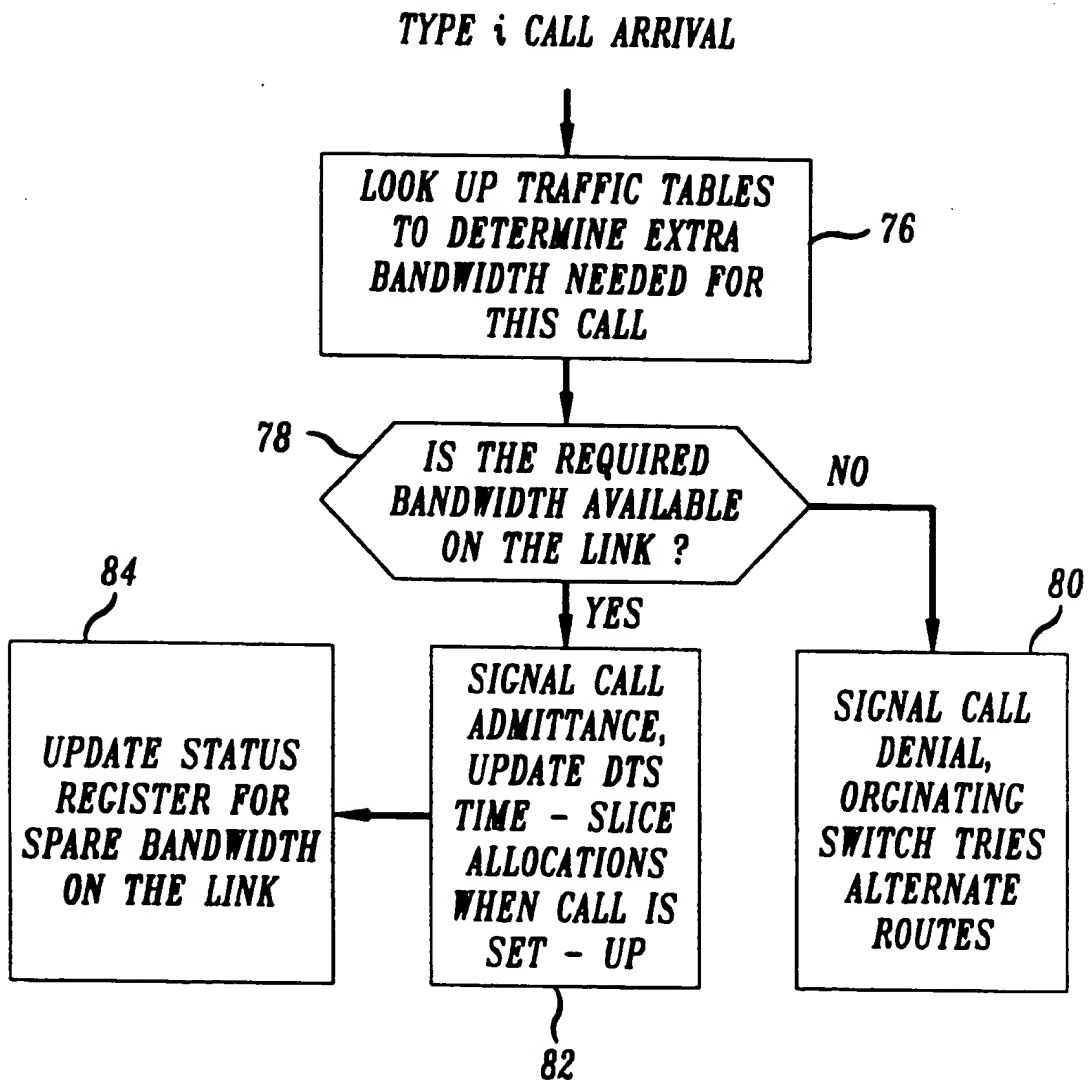 TYPE i CALL ARRIVAL
LOOK UP TRAFFIC TABLES
TO DETERMINE EXTRA
BANDWIDTH NEEDED FOR
THIS CALL
76
78
IS THE REQUIRED
BANDWIDTH AVAILABLE
ON THE LINK ?
NO
YES
84
UPDATE STATUS
REGISTER FOR
SPARE BANDWIDTH
ON THE LINK
SIGNAL CALL
ADMITTANCE,
UPDATE DTS
TIME - SLICE
ALLOCATIONS
WHEN CALL IS
SET - UP
82
80
SIGNAL CALL
DENIAL,
ORGINATING
SWITCH TRIES
ALTERNATE
ROUTES